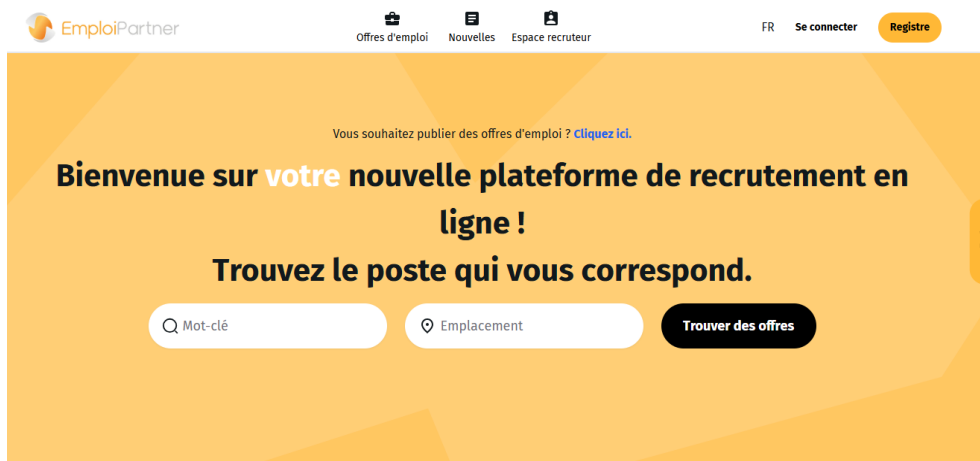 EmploiPartner
Offres d'emploi
Nouvelles
Espace recruteur
FR
Se connecter
Registre
Vous souhaitez publier des offres d'emploi ? Cliquez ici.
Bienvenue sur votre nouvelle plateforme de recrutement en
ligne !
Trouvez le poste qui vous correspond.
Mot-clé
Emplacement
Trouver des offres